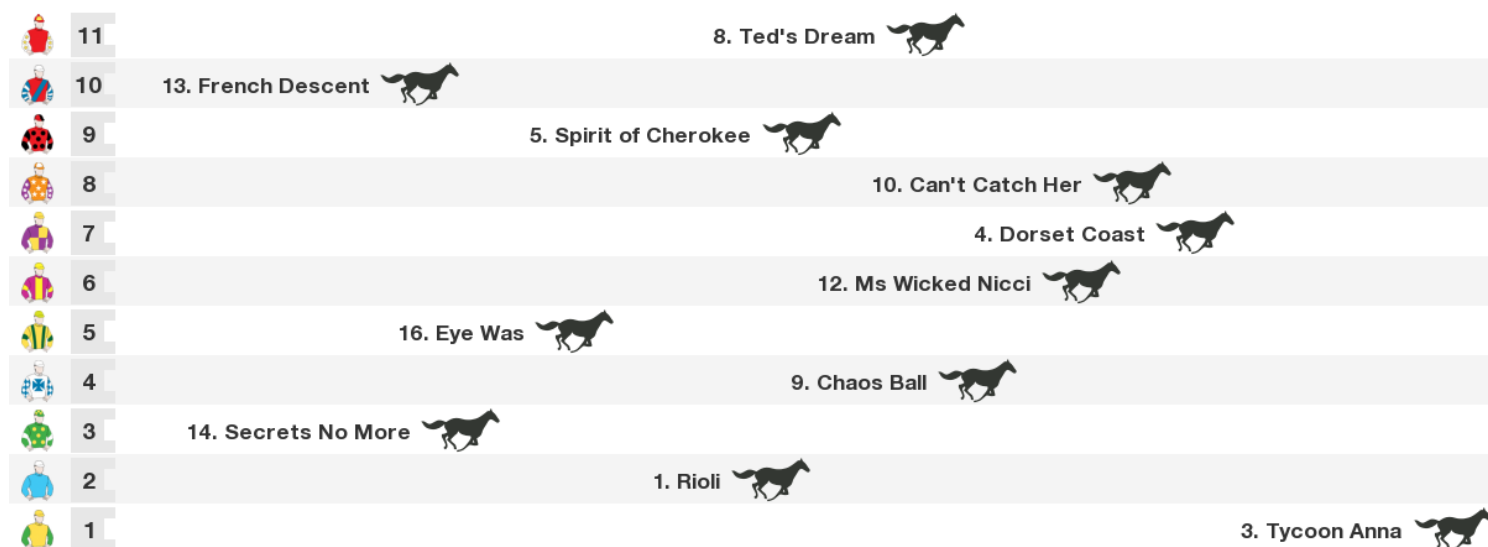 11 8. Ted's Dream
10 13. French Descent
9 5. Spirit of Cherokee
8 10. Can't Catch Her
7 4. Dorset Coast
6 12. Ms Wicked Nicci
5 16. Eye Was
4 9. Chaos Ball
3 14. Secrets No More
2 1. Rioli
1 3. Tycoon Anna